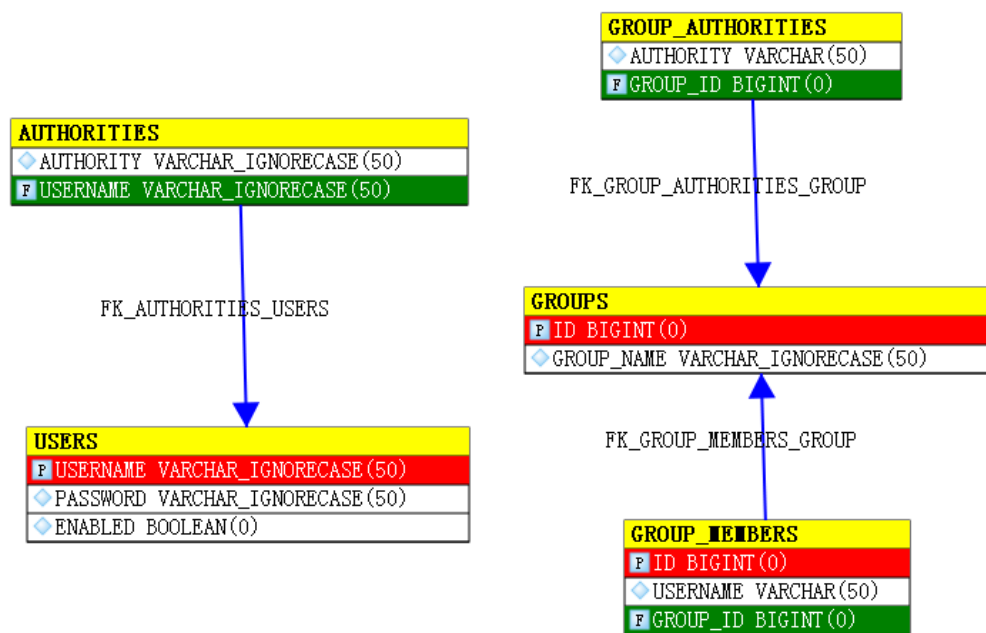 AUTHORITIES
AUTHORITY VARCHAR_IGNORECASE(50)
F USERNAME VARCHAR_IGNORECASE(50)
FK_AUTHORITIES_USERS
USERS
P USERNAME VARCHAR_IGNORECASE(50)
PASSWORD VARCHAR_IGNORECASE(50)
ENABLED BOOLEAN(0)
GROUP_AUTHORITIES
AUTHORITY VARCHAR(50)
F GROUP_ID BIGINT(0)
FK_GROUP_AUTHORITIES_GROUP
GROUPS
P ID BIGINT(0)
GROUP_NAME VARCHAR_IGNORECASE(50)
FK_GROUP_MEMBERS_GROUP
GROUP_MEMBERS
P ID BIGINT(0)
USERNAME VARCHAR(50)
F GROUP_ID BIGINT(0)